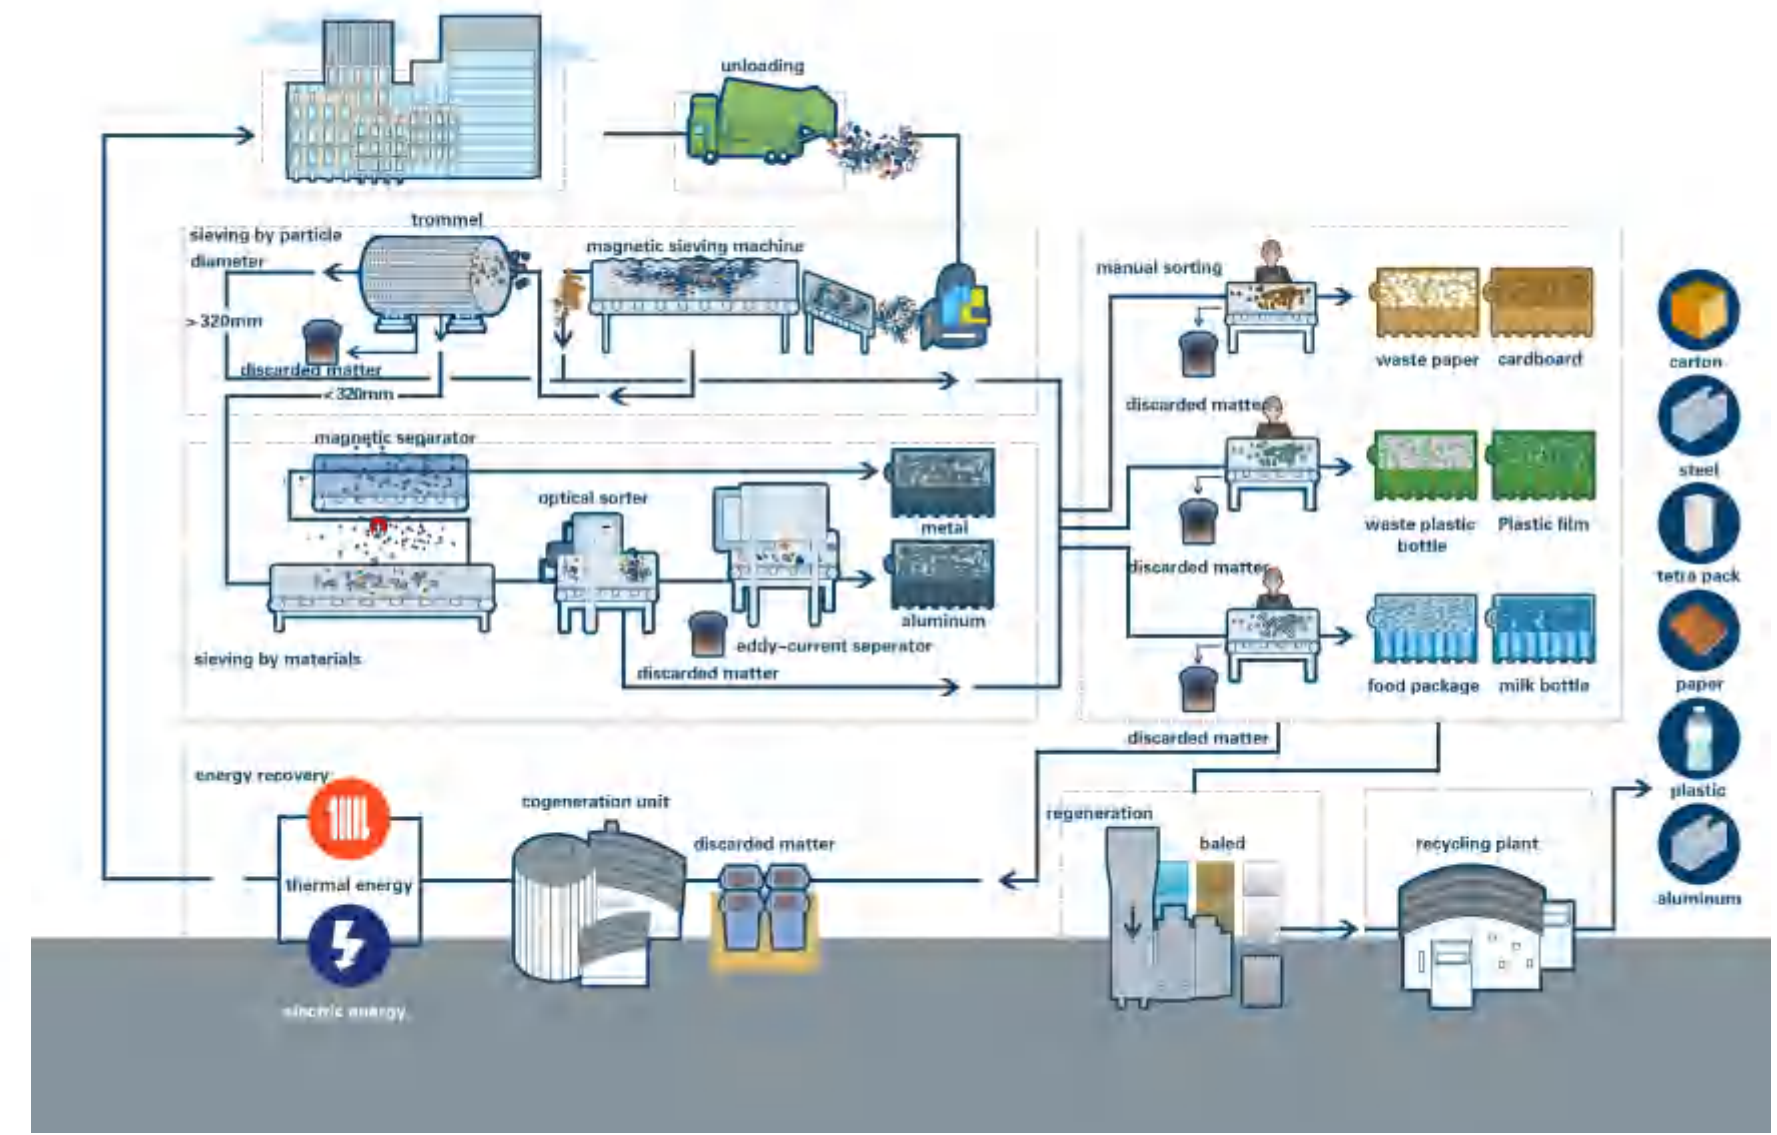 unloading
trommel
sieving by particle
diameter
magnetic sieving machine
> 320mm
discarded matter
< 320mm
manual sorting
waste paper
cardboard
carton
discarded matter
magnetic separator
optical sorter
metal
waste plastic
bottle
Plastic film
steel
discarded matter
tetra pack
aluminum
eddy-current seperator
sieving by materials
discarded matter
food package
milk bottle
paper
discarded matter
energy recovery
cogeneration unit
discarded matter
regeneration
baled
recycling plant
plastic
thermal energy
aluminum
electric energy